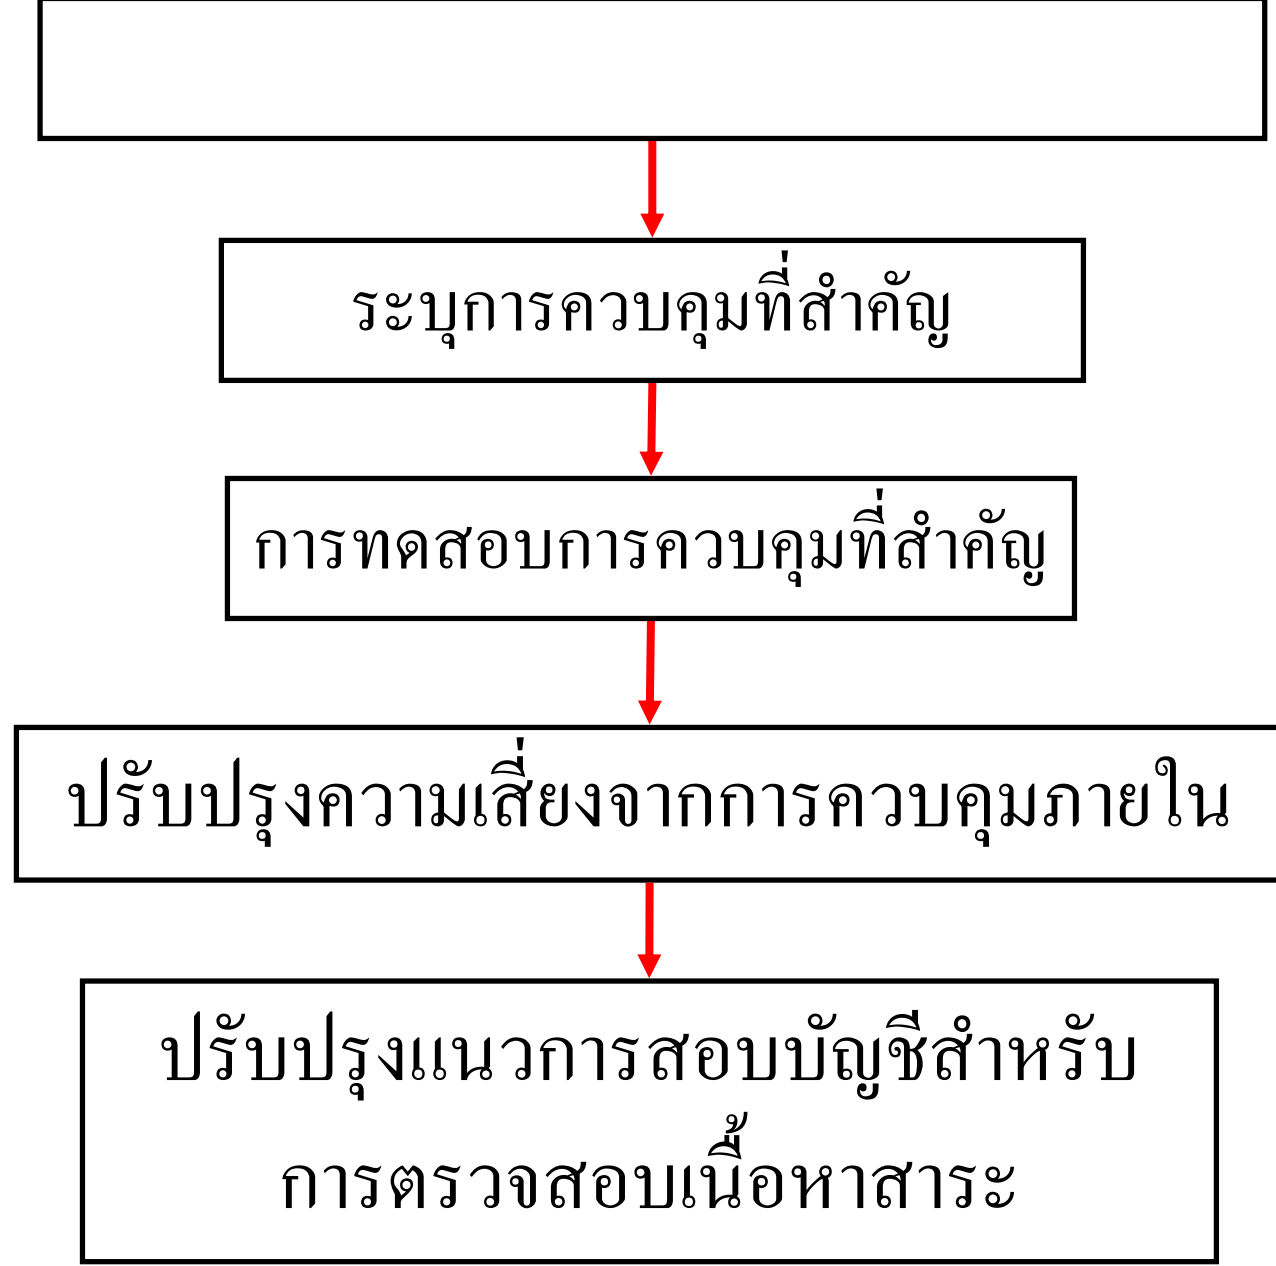 ระบุการควบคุมที่สำคัญ
การทดสอบการควบคุมที่สำคัญ
ปรับปรุงความเสี่ยงจากการควบคุมภายใน
ปรับปรุงแนวการสอบบัญชีสำหรับ
การตรวจสอบเนื้อหาสาระ